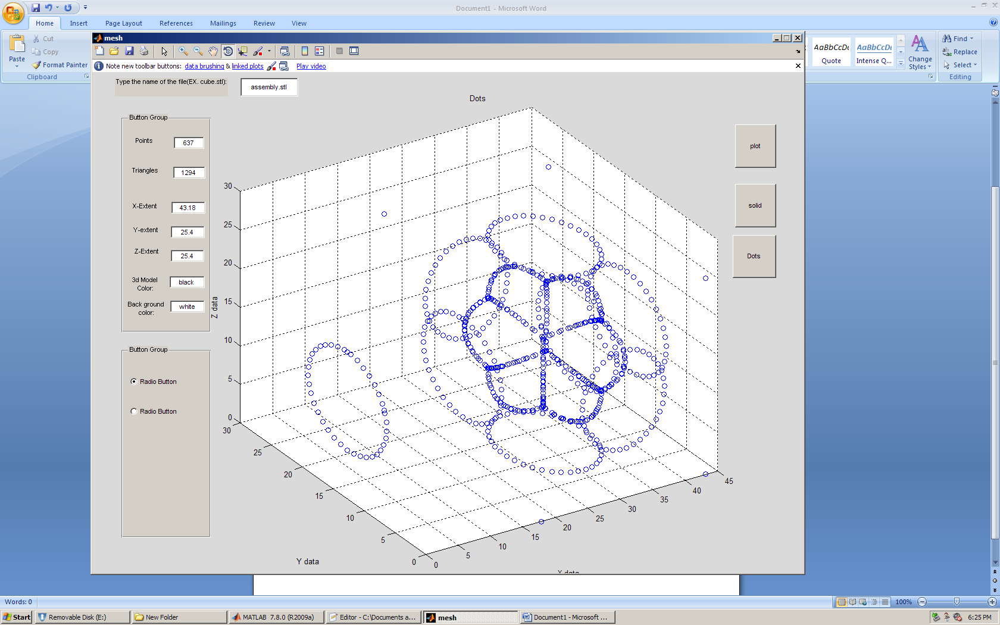 Document1 - Microsoft Word
Home Insert Page Layout References Mailings Review View
Paste
Cut
Copy
Format Painter
Clipboard
mesh
Note new toolbar buttons: data brushing & linked plots Play video
Type the name of the file(EX. cube.stl):
assembly.stl
Button Group
Points 637
Triangles 1294
X-Extent 43.18
Y-extent 25.4
Z-Extent 25.4
3d Model
Color:
black
Back ground
color:
white
Button Group
Radio Button
Radio Button
Dots
Z data
30
25
20
15
10
5
0
30
25
20
15
10
5
0
Y data
0
5
10
15
20
25
30
35
40
45
X data
plot
solid
Dots
AaBbCcDc
Quote
AaBbCcDc
Intense Q...
Change
Styles
Find
Replace
Select
Editing
Words: 0
100%
Start
Removable Disk (E:)
New Folder
MATLAB 7.8.0 (R2009a)
Editor - C:\Documents a...
mesh
Document1 - Microsoft ...
6:25 PM